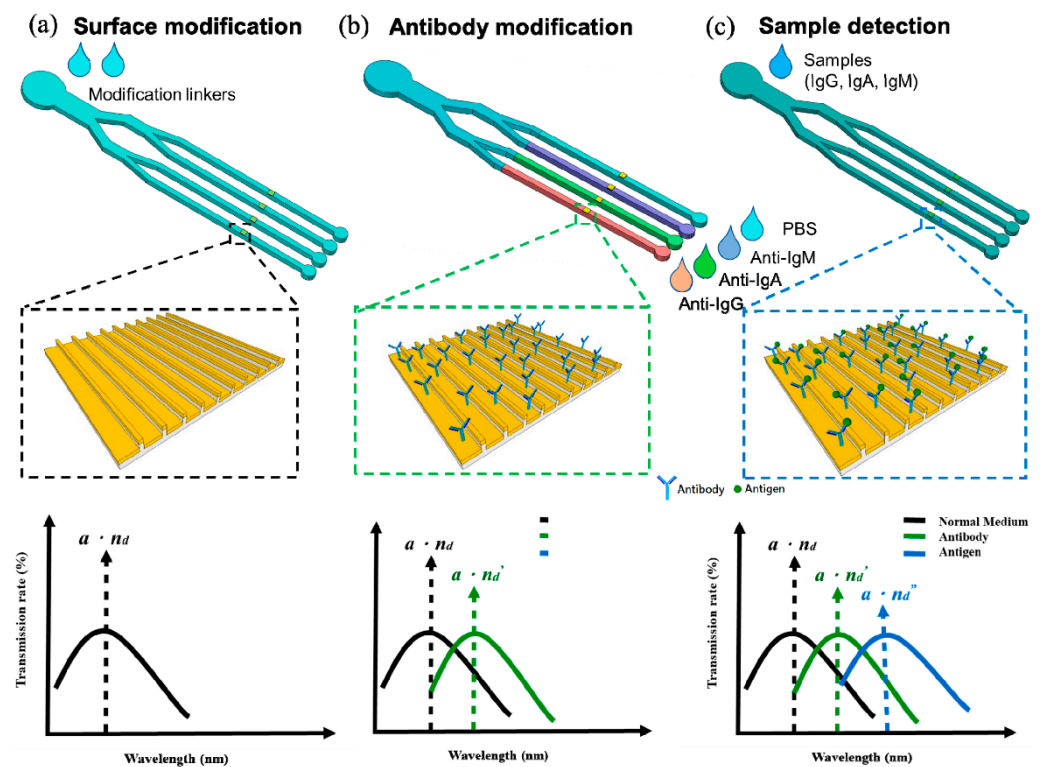 (a) Surface modification
Modification linkers
Transmission rate (%)
a · nd
Wavelength (nm)
(b) Antibody modification
PBS
Anti-IgM
Anti-IgA
Anti-IgG
Antibody
Antigen
a · nd
a · nd'
Wavelength (nm)
(c) Sample detection
Samples
(IgG, IgA, IgM)
Transmission rate (%)
Normal Medium
Antibody
Antigen
a · nd
a · nd'
a · nd"
Wavelength (nm)